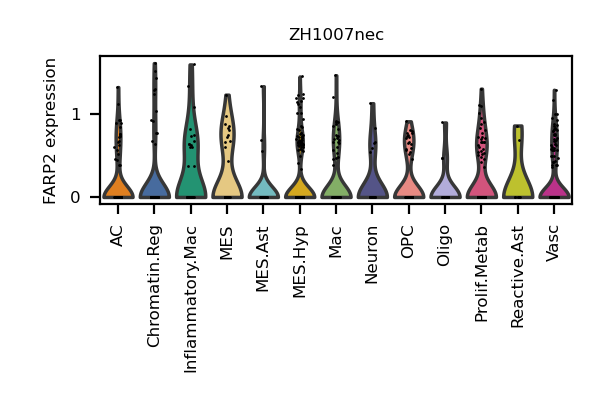 ZH1007nec
FARP2 expression
1
0
AC
Chromatin.Reg
Inflammatory.Mac
MES
MES.Ast
MES.Hyp
Mac
Neuron
OPC
Oligo
Prolif.Metab
Reactive.Ast
Vasc